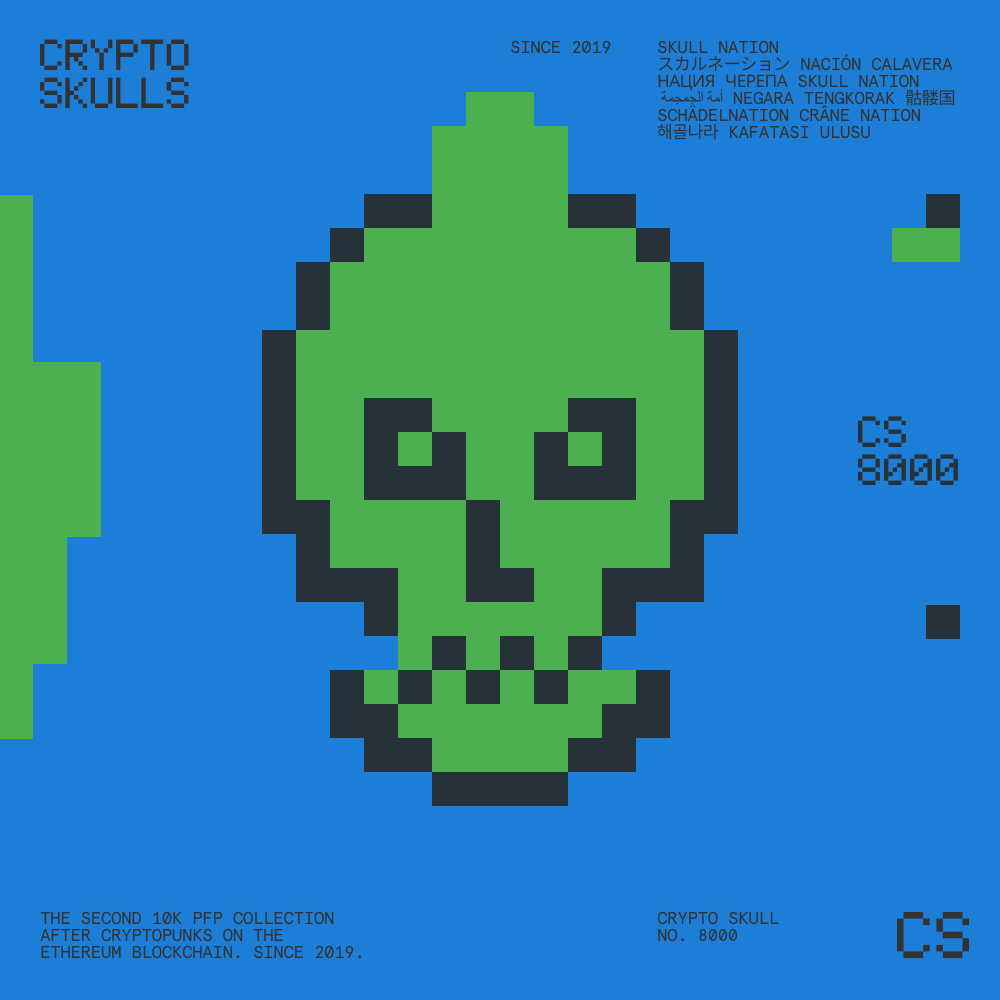 CRYPTO
SKULLS
SINCE 2019
SKULL NATION
スカルネーション NACIÓN CALAVERA
НАЦИЯ ЧЕРЕПА SKULL NATION
أمة الجمجمة NEGARA TENGKORAK 骷髅国
SCHÄDELNATION CRÂNE NATION
해골나라 KAFATASI ULUSU
CS
8000
THE SECOND 10K PFP COLLECTION
AFTER CRYPTOPUNKS ON THE
ETHEREUM BLOCKCHAIN. SINCE 2019.
CRYPTO SKULL
NO. 8000
CS